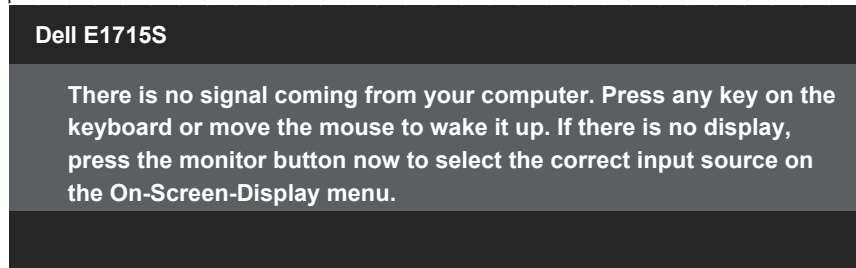 Dell E1715S
There is no signal coming from your computer. Press any key on the
keyboard or move the mouse to wake it up. If there is no display,
press the monitor button now to select the correct input source on
the On-Screen-Display menu.